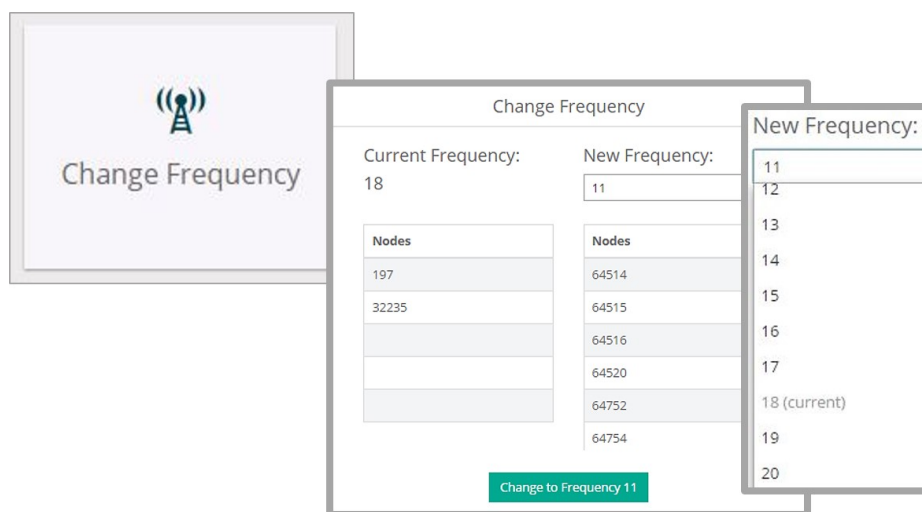 Change Frequency
Change Frequency
Current Frequency:
18
New Frequency:
11
Nodes
197
32235
Nodes
64514
64515
64516
64520
64752
64754
Change to Frequency 11
New Frequency:
11
12
13
14
15
16
17
18 (current)
19
20